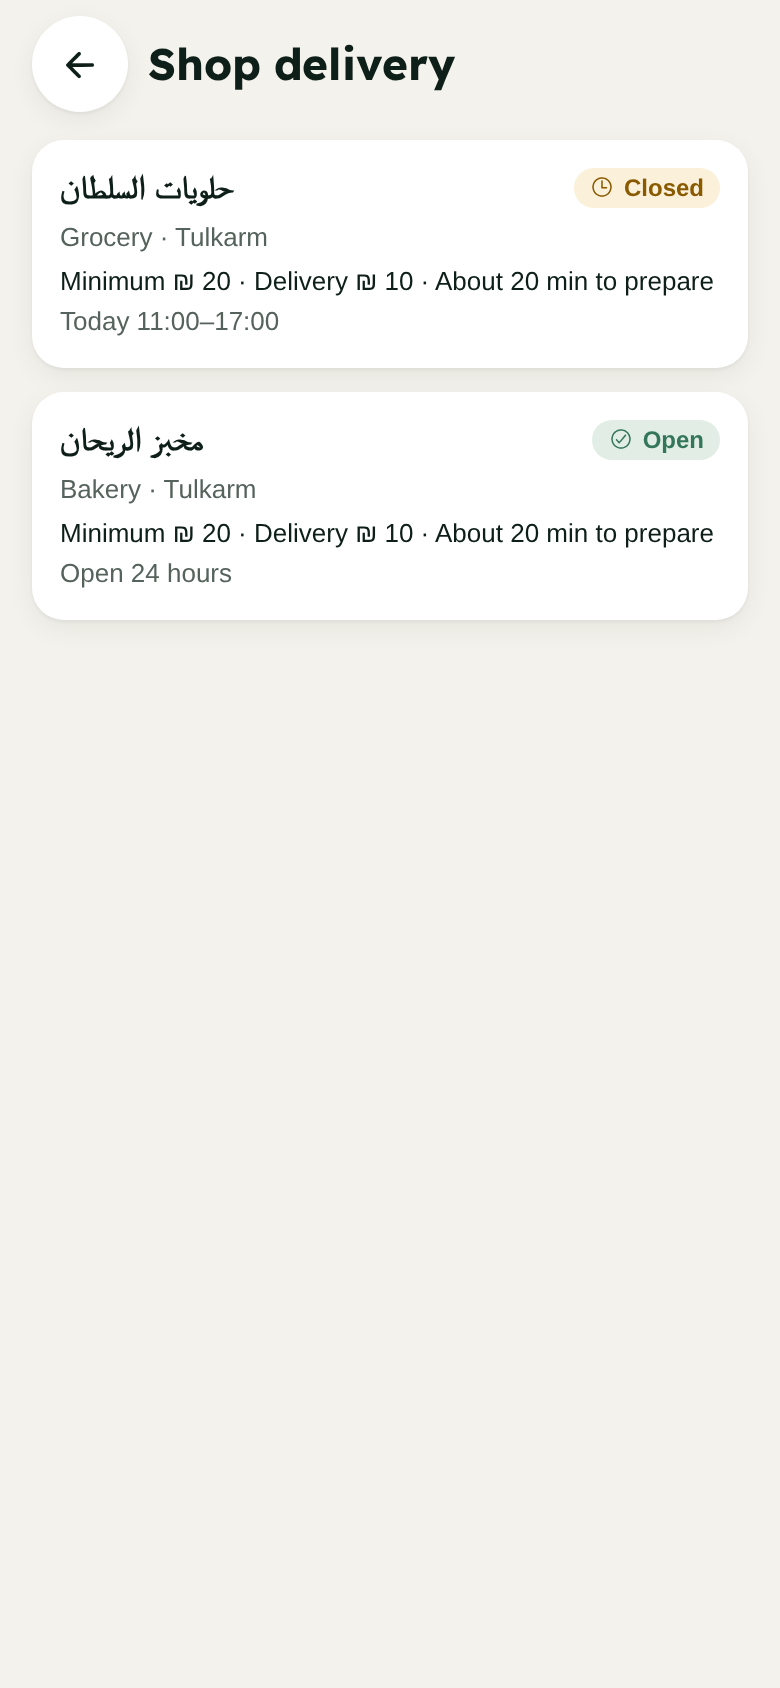 Shop delivery
حلويات السلطان
Closed
Grocery · Tulkarm
Minimum ₪ 20 · Delivery ₪ 10 · About 20 min to prepare
Today 11:00–17:00
مخبز الريحان
Open
Bakery · Tulkarm
Minimum ₪ 20 · Delivery ₪ 10 · About 20 min to prepare
Open 24 hours